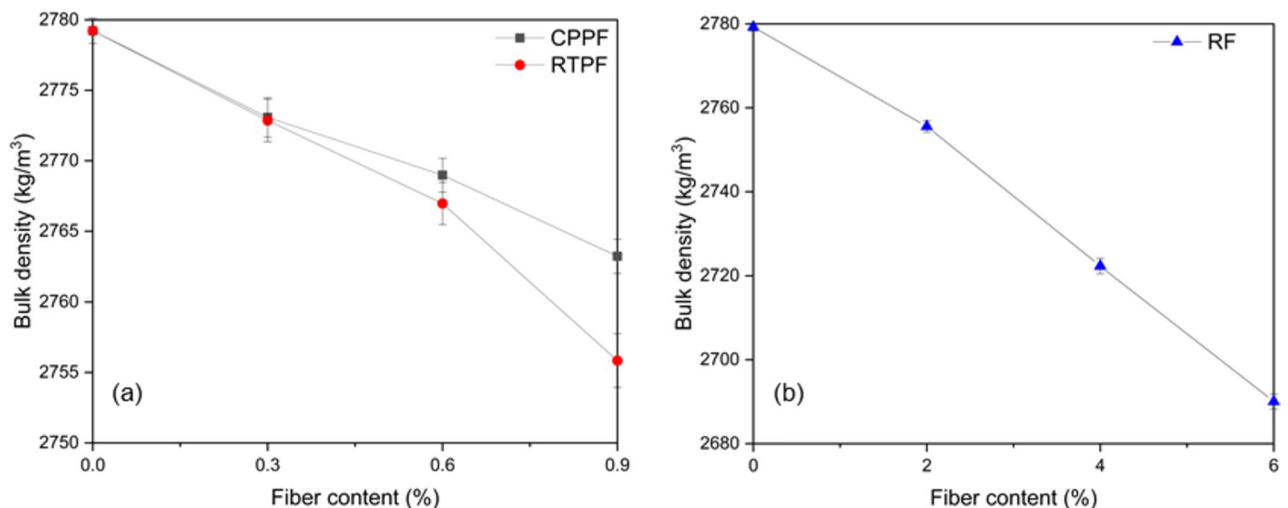 2780
2775
2770
2765
2760
2755
2750
Bulk density (kg/m³)
CPPF
RTPF
(a)
0.0
0.3
0.6
0.9
Fiber content (%)
2780
2760
2740
2720
2700
2680
Bulk density (kg/m³)
RF
(b)
0
2
4
6
Fiber content (%)